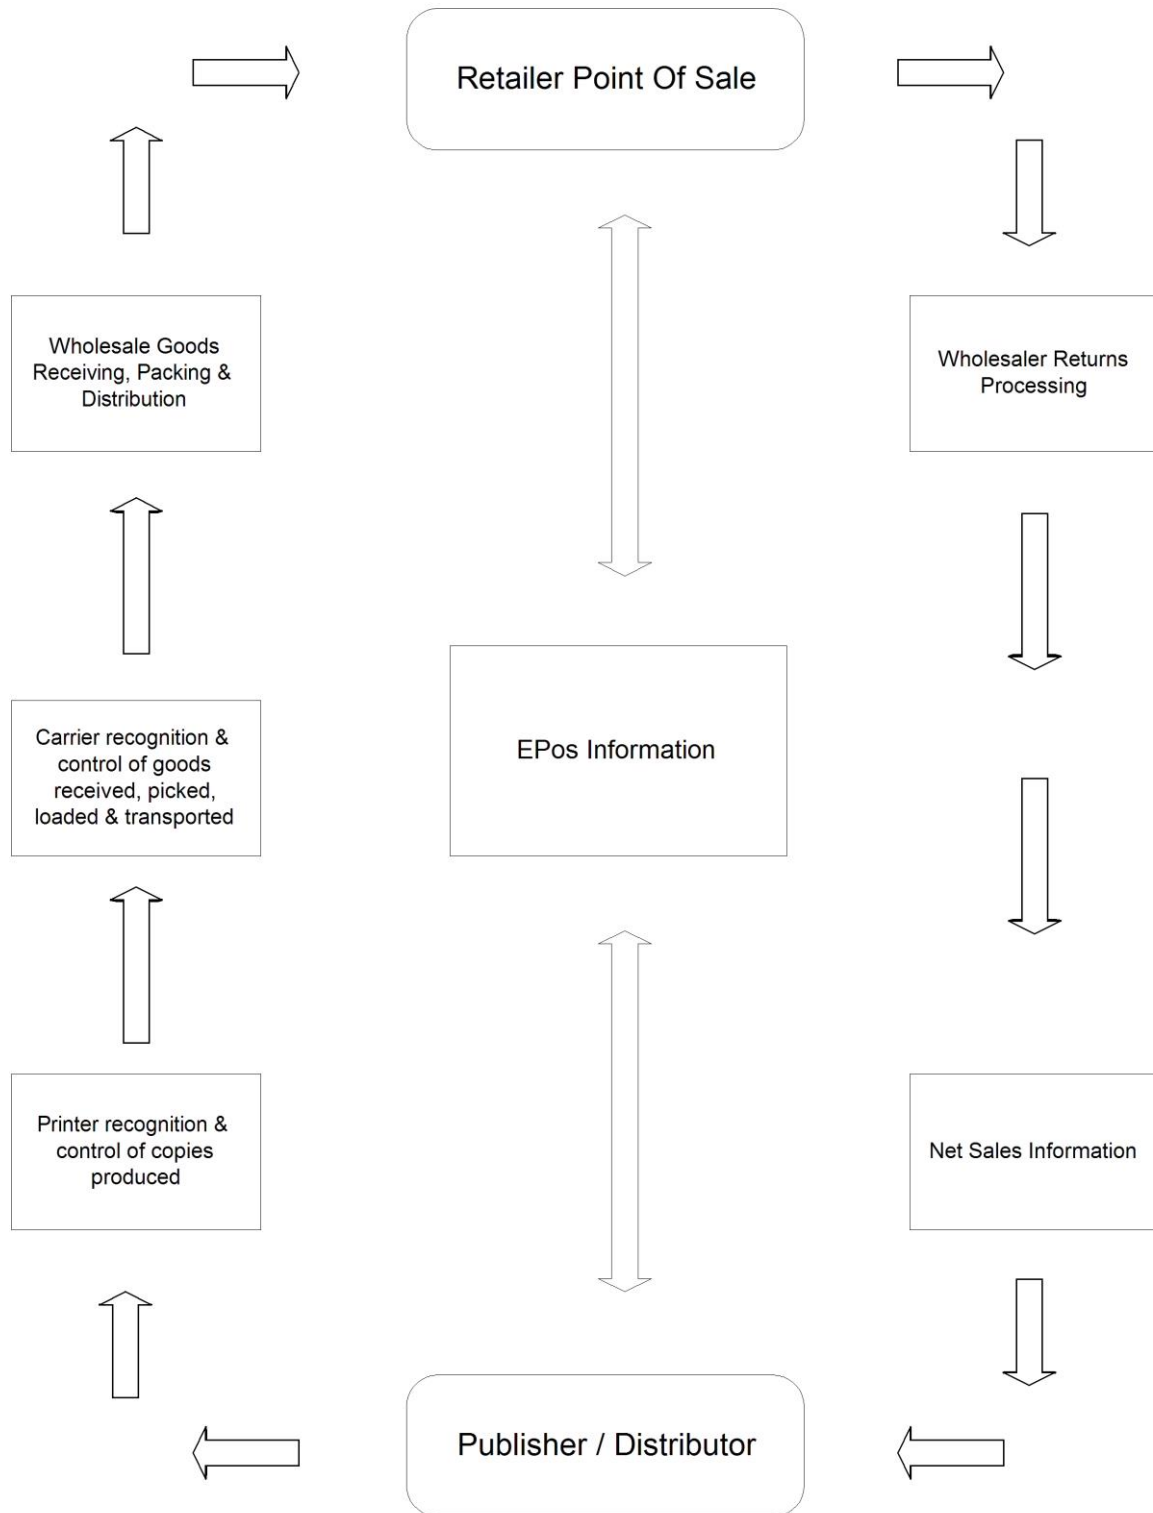 Retailer Point Of Sale
Wholesale Goods
Receiving, Packing &
Distribution
Wholesaler Returns
Processing
Carrier recognition &
control of goods
received, picked,
loaded & transported
EPos Information
Printer recognition &
control of copies
produced
Net Sales Information
Publisher / Distributor